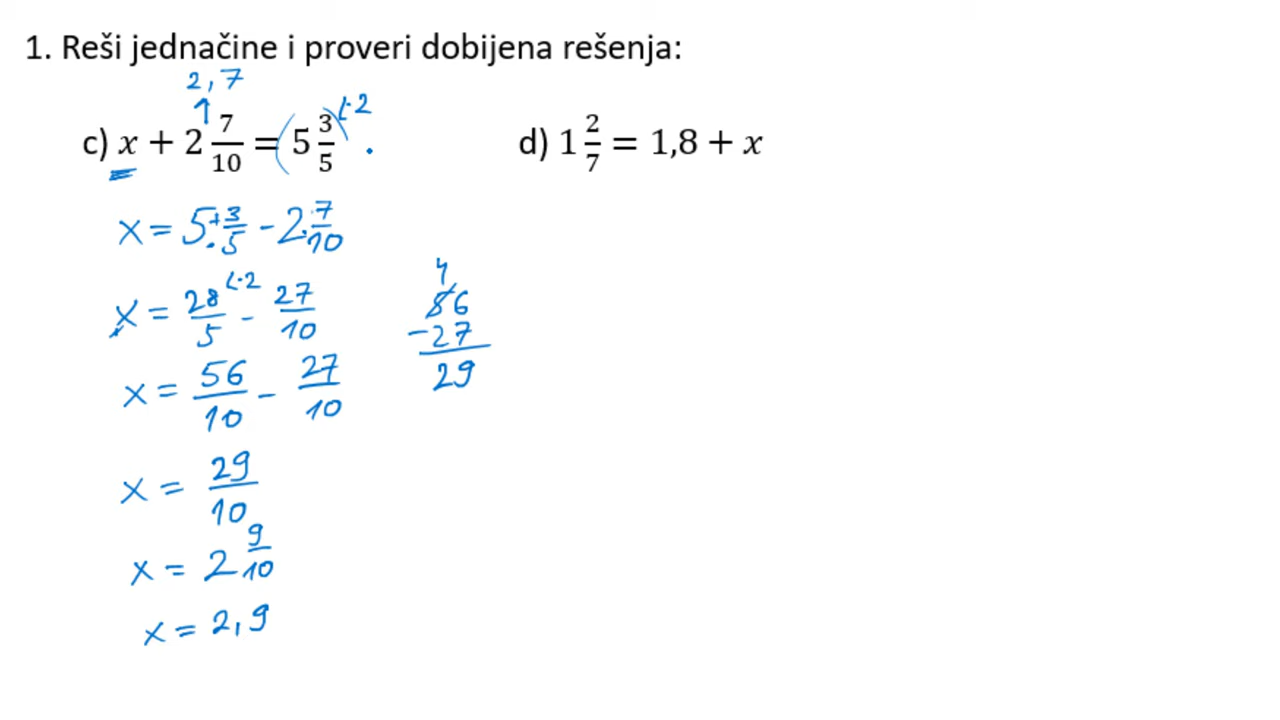 1. Reši jednačine i proveri dobijena rešenja:
2,7
c) x + 2 7/10 = 5 3/5 (·2
d) 1 2/7 = 1,8 + x
x = 5 + 3/5 - 2 7/10
x = 28/5 (·2 - 27/10
x = 56/10 - 27/10
4
86
-27
29
x = 29/10
x = 2 9/10
x = 2,9